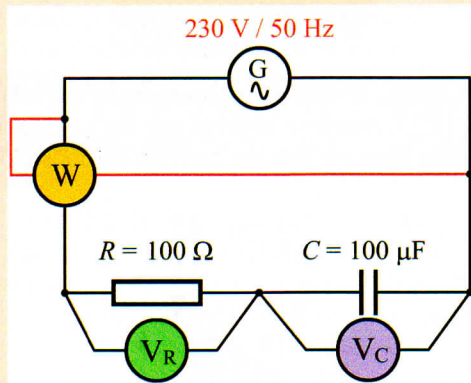 230 V / 50 Hz
G
W
R = 100 Ω
C = 100 μF
V_R
V_C